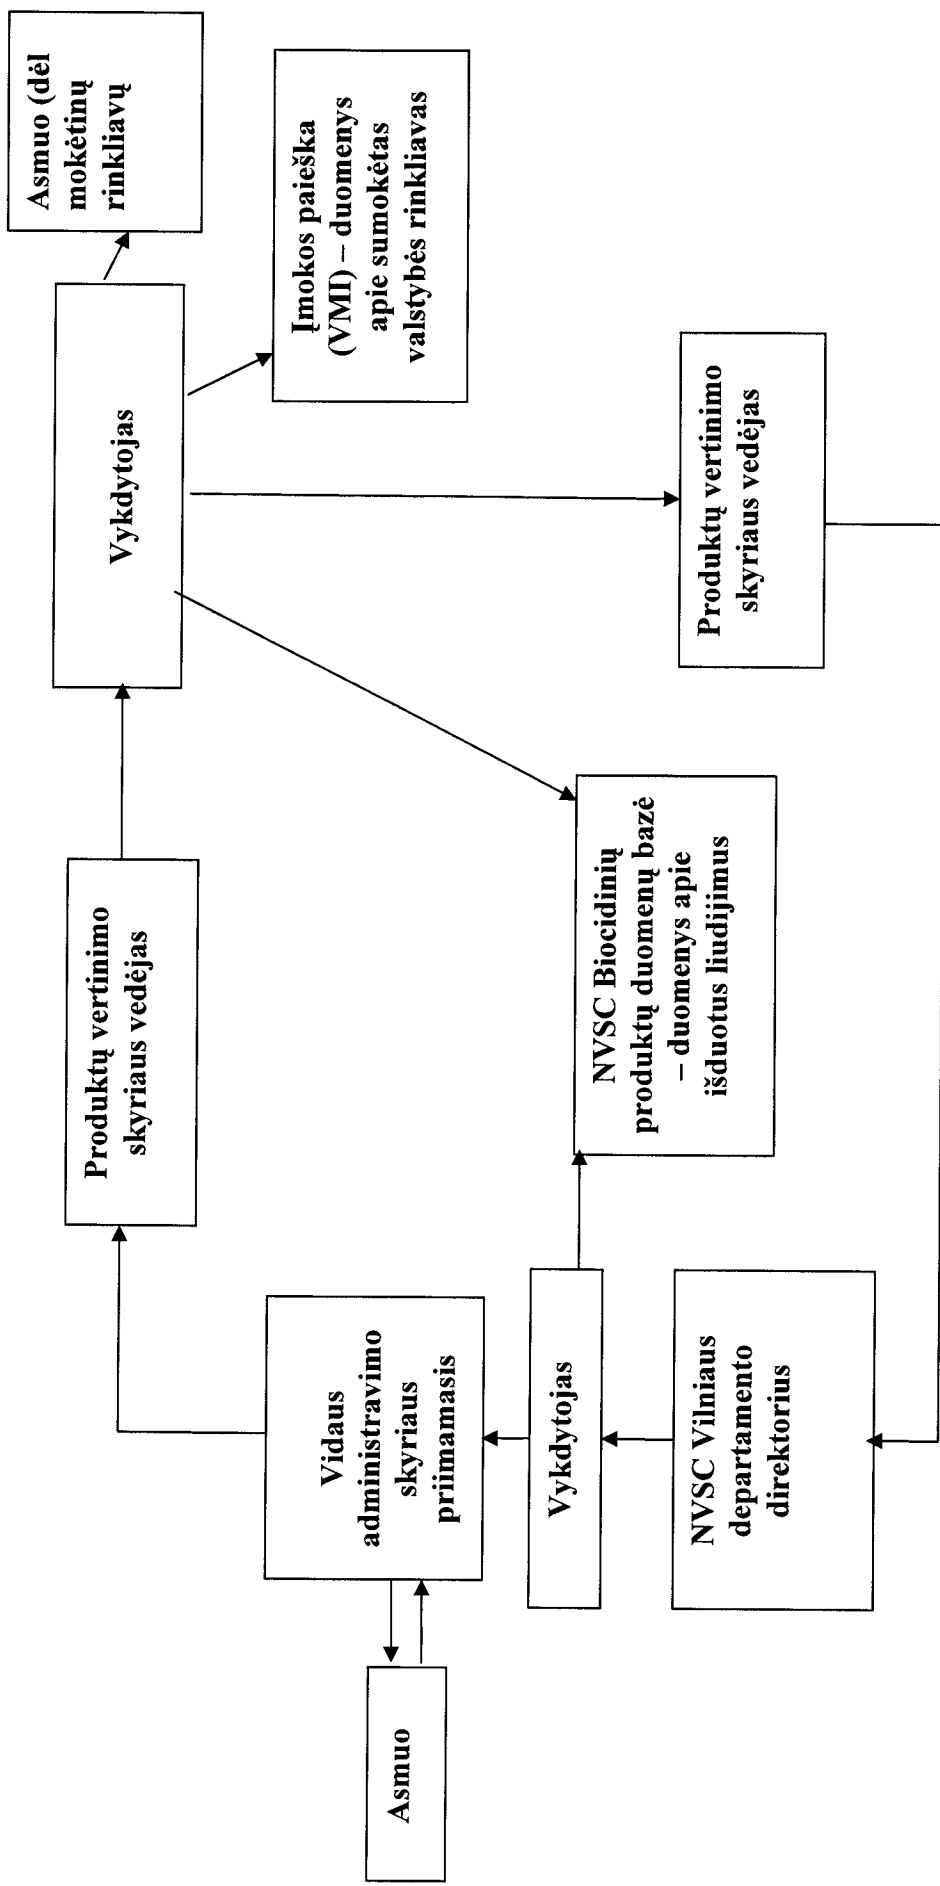 Asmuo
Vidaus
administravimo
skyriaus
priimamasis
Produktų vertinimo
skyriaus vedėjas
Vykdytojas
Asmuo (dėl
mokėtinų
rinkliavų
Įmokos paieška
(VMI) – duomenys
apie sumokėtas
valstybės rinkliavas
Vykdytojas
NVSC Biocidinių
produktų duomenų bazė
– duomenys apie
išduotus liudijimus
Produktų vertinimo
skyriaus vedėjas
NVSC Vilniaus
departamento
direktorius